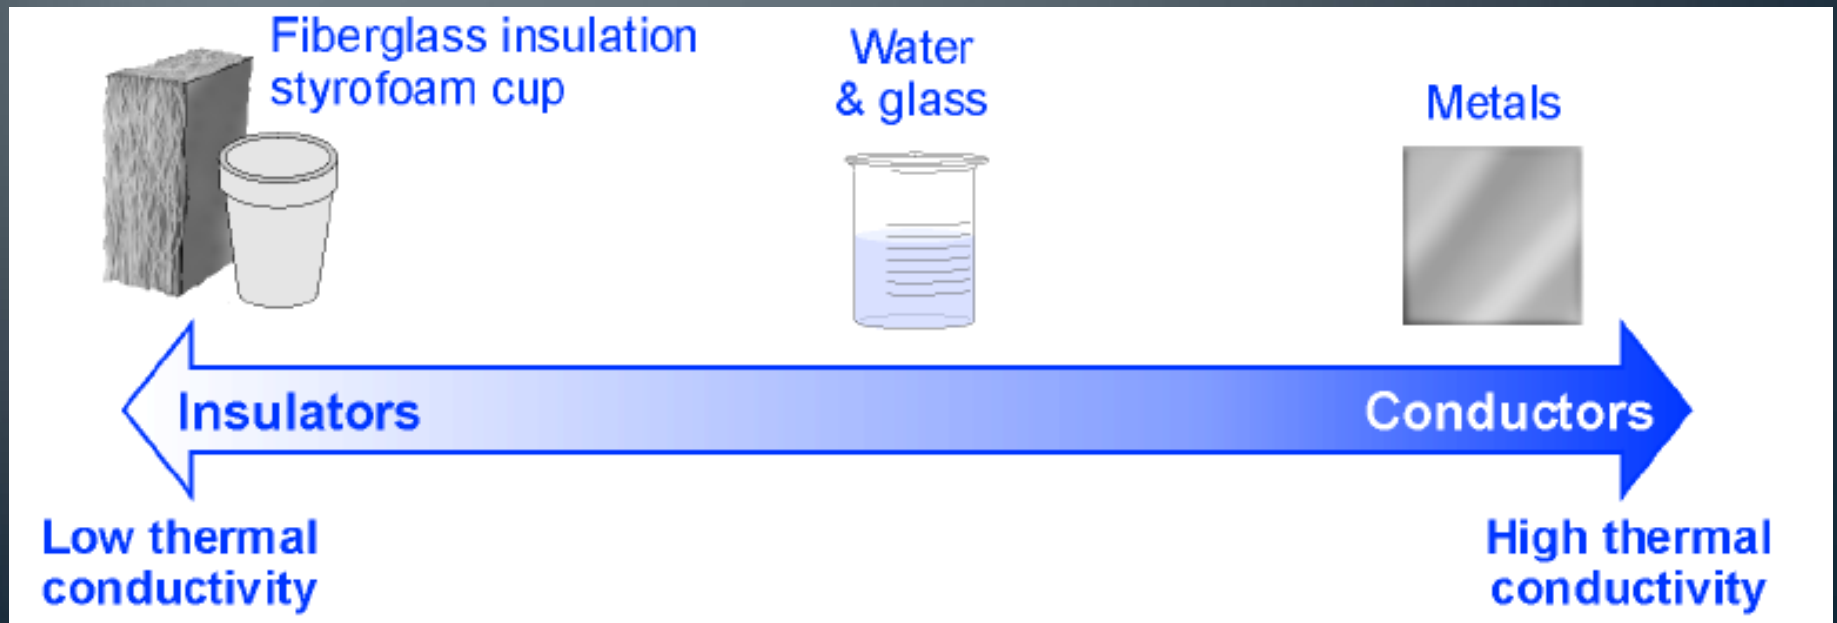 Fiberglass insulation
styrofoam cup
Water
& glass
Metals
Insulators
Conductors
Low thermal
conductivity
High thermal
conductivity